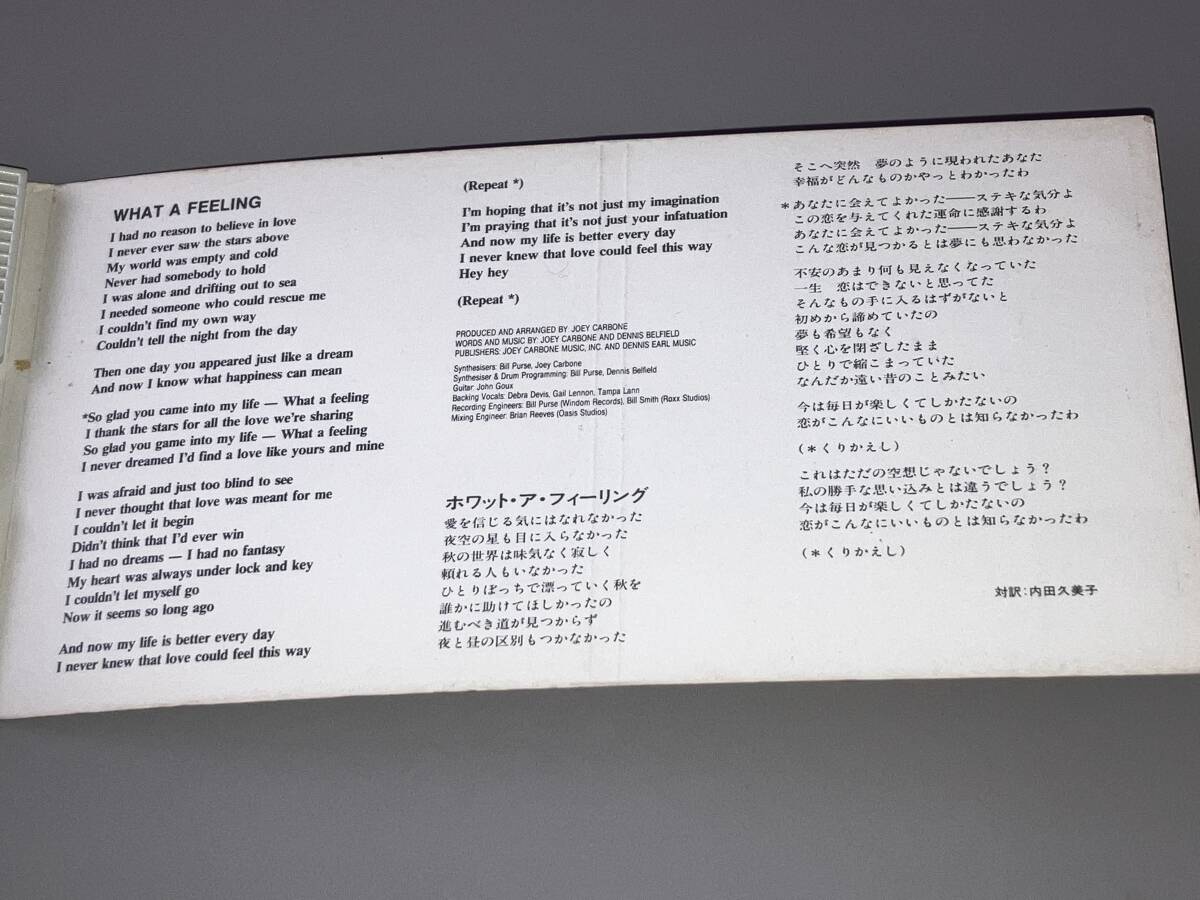 WHAT A FEELING
I had no reason to believe in love
I never ever saw the stars above
My world was empty and cold
Never had somebody to hold
I was alone and drifting out to sea
I needed someone who could rescue me
I couldn't find my own way
Couldn't tell the night from the day
Then one day you appeared just like a dream
And now I know what happiness can mean
*So glad you came into my life — What a feeling
I thank the stars for all the love we're sharing
So glad you game into my life — What a feeling
I never dreamed I'd find a love like yours and mine
I was afraid and just too blind to see
I never thought that love was meant for me
I couldn't let it begin
Didn't think that I'd ever win
I had no dreams — I had no fantasy
My heart was always under lock and key
I couldn't let myself go
Now it seems so long ago
And now my life is better every day
I never knew that love could feel this way
(Repeat *)
I'm hoping that it's not just my imagination
I'm praying that it's not just your infatuation
And now my life is better every day
I never knew that love could feel this way
Hey hey
(Repeat *)
PRODUCED AND ARRANGED BY: JOEY CARBONE
WORDS AND MUSIC BY: JOEY CARBONE AND DENNIS BELFIELD
PUBLISHERS: JOEY CARBONE MUSIC, INC. AND DENNIS EARL MUSIC
Synthesisers: Bill Purse, Joey Carbone
Synthesiser & Drum Programming: Bill Purse, Dennis Belfield
Guitar: John Goux
Backing Vocals: Debra Devis, Gail Lennon, Tampa Lann
Recording Engineers: Bill Purse (Windom Records), Bill Smith (Roxx Studios)
Mixing Engineer: Brian Reeves (Oasis Studios)
ホワット・ア・フィーリング
愛を信じる気にはなれなかった
夜空の星も目に入らなかった
秋の世界は味気なく寂しく
頼れる人もいなかった
ひとりぼっちで漂っていく秋を
誰かに助けてほしかったの
進むべき道が見つからず
夜と昼の区別もつかなかった
そこへ突然 夢のように現われたあなた
幸福がどんなものかやっとわかったわ
*あなたに会えてよかった——ステキな気分よ
この恋を与えてくれた運命に感謝するわ
あなたに会えてよかった——ステキな気分よ
こんな恋が見つかるとは夢にも思わなかった
不安のあまり何も見えなくなっていた
一生 恋はできないと思ってた
そんなもの手に入るはずがないと
初めから諦めていたの
夢も希望もなく
堅く心を閉ざしたまま
ひとりで縮こまっていた
なんだか遠い昔のことみたい
今は毎日が楽しくてしかたないの
恋がこんなにいいものとは知らなかったわ
(*くりかえし)
これはただの空想じゃないでしょう?
私の勝手な思い込みとは違うでしょう?
今は毎日が楽しくてしかたないの
恋がこんなにいいものとは知らなかったわ
(*くりかえし)
対訳:内田久美子